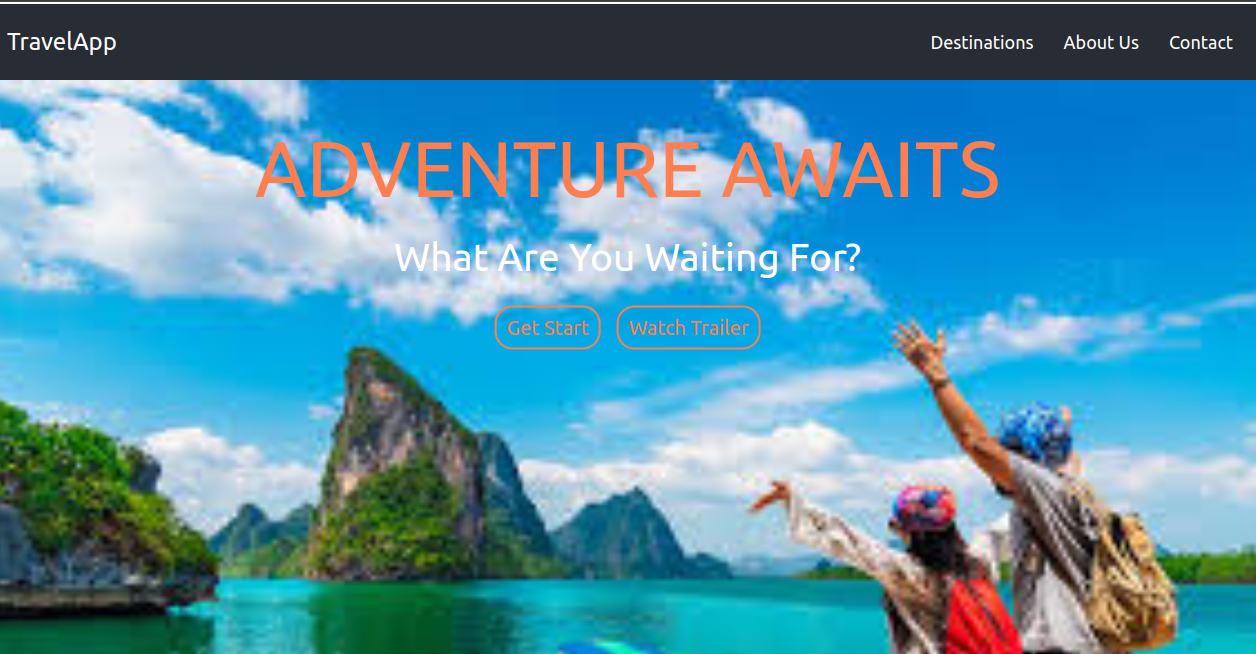 TravelApp
Destinations About Us Contact
ADVENTURE AWAITS
What Are You Waiting For?
Get Start Watch Trailer